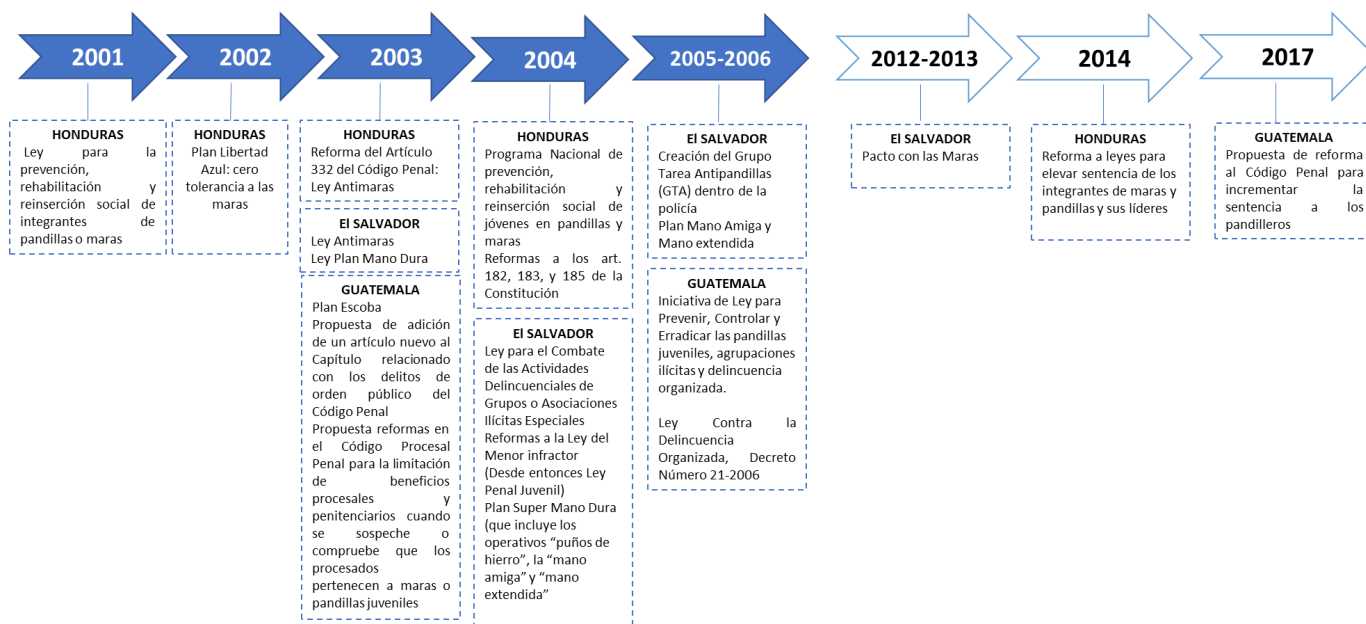 2001
2002
2003
2004
2005-2006
2012-2013
2014
2017
HONDURAS
Ley para la
prevención,
rehabilitación y
reinserción social de
integrantes de
pandillas o maras
HONDURAS
Plan Libertad
Azul: cero
tolerancia a las
maras
HONDURAS
Reforma del Artículo
332 del Código Penal:
Ley Antimaras
El SALVADOR
Ley Antimaras
Ley Plan Mano Dura
GUATEMALA
Plan Escoba
Propuesta de adición
de un artículo nuevo al
Capítulo relacionado
con los delitos de
orden público del
Código Penal
Propuesta reformas en
el Código Procesal
Penal para la limitación
de beneficios
procesales y
penitenciarios cuando
se sospeche o
compruebe que los
procesados
pertenecen a maras o
pandillas juveniles
HONDURAS
Programa Nacional de
prevención,
rehabilitación y
reinserción social de
jóvenes en pandillas y
maras
Reformas a los art.
182, 183, y 185 de la
Constitución
El SALVADOR
Ley para el Combate
de las Actividades
Delincuenciales de
Grupos o Asociaciones
Ilícitas Especiales
Reformas a la Ley del
Menor infractor
(Desde entonces Ley
Penal Juvenil)
Plan Super Mano Dura
(que incluye los
operativos “puños de
hierro”, la “mano
amiga” y “mano
extendida”
El SALVADOR
Creación del Grupo
Tarea Antipandillas
(GTA) dentro de la
policía
Plan Mano Amiga y
Mano extendida
GUATEMALA
Iniciativa de Ley para
Prevenir, Controlar y
Erradicar las pandillas
juveniles, agrupaciones
ilícitas y delincuencia
organizada.
Ley Contra la
Delincuencia
Organizada, Decreto
Número 21-2006
El SALVADOR
Pacto con las Maras
HONDURAS
Reforma a leyes para
elevar sentencia de los
integrantes de maras y
pandillas y sus líderes
GUATEMALA
Propuesta de reforma
al Código Penal para
incrementar la
sentencia a los
pandilleros